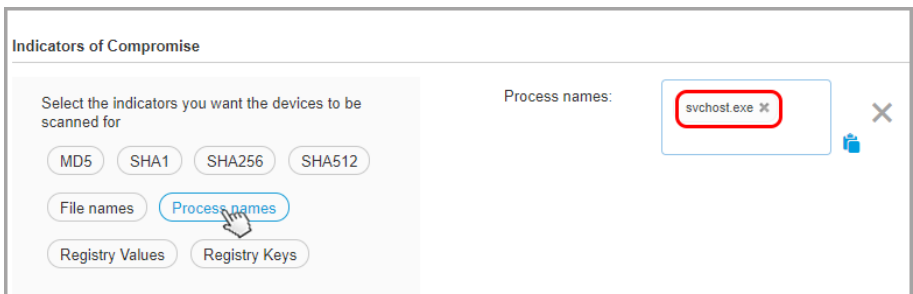 Indicators of Compromise
Select the indicators you want the devices to be
scanned for
MD5 SHA1 SHA256 SHA512
File names Process names
Registry Values Registry Keys
Process names:
svchost.exe